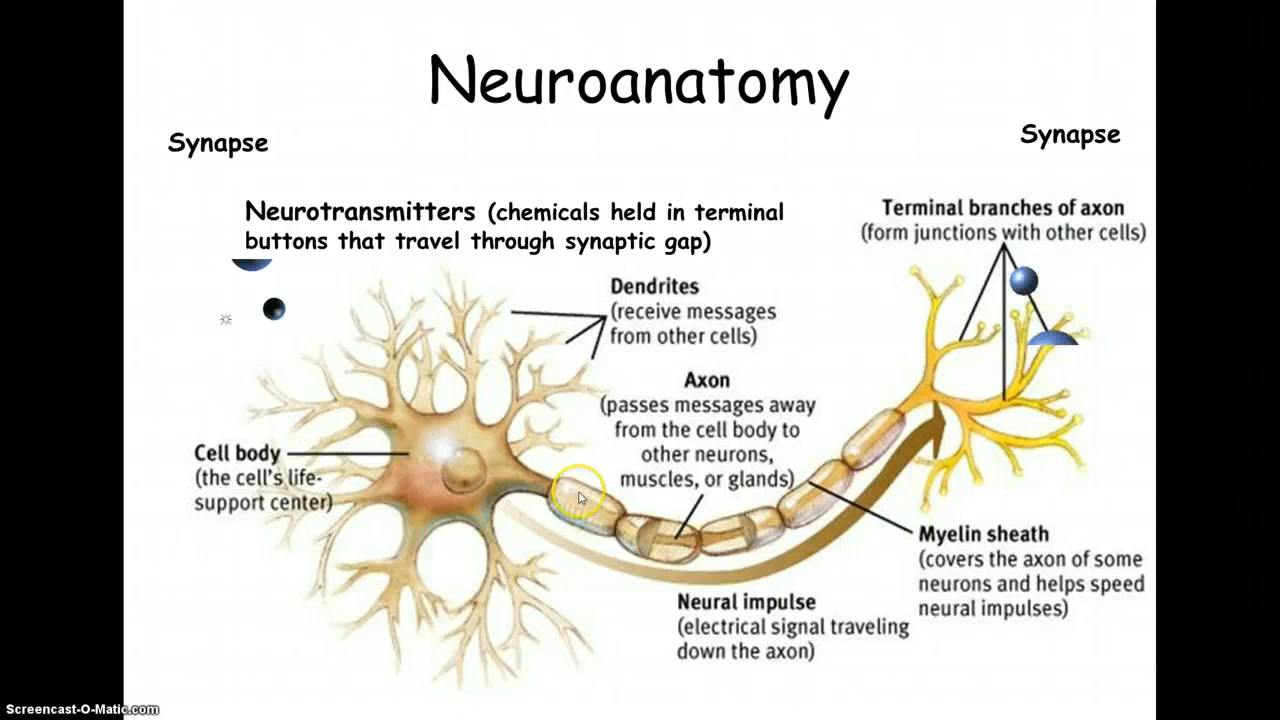 Neuroanatomy
Synapse
Synapse
Neurotransmitters (chemicals held in terminal
buttons that travel through synaptic gap)
Terminal branches of axon
(form junctions with other cells)
Dendrites
(receive messages
from other cells)
Axon
(passes messages away
from the cell body to
other neurons,
muscles, or glands)
Cell body
(the cell's life-
support center)
Myelin sheath
(covers the axon of some
neurons and helps speed
neural impulses)
Neural impulse
(electrical signal traveling
down the axon)
Screencast-O-Matic.com